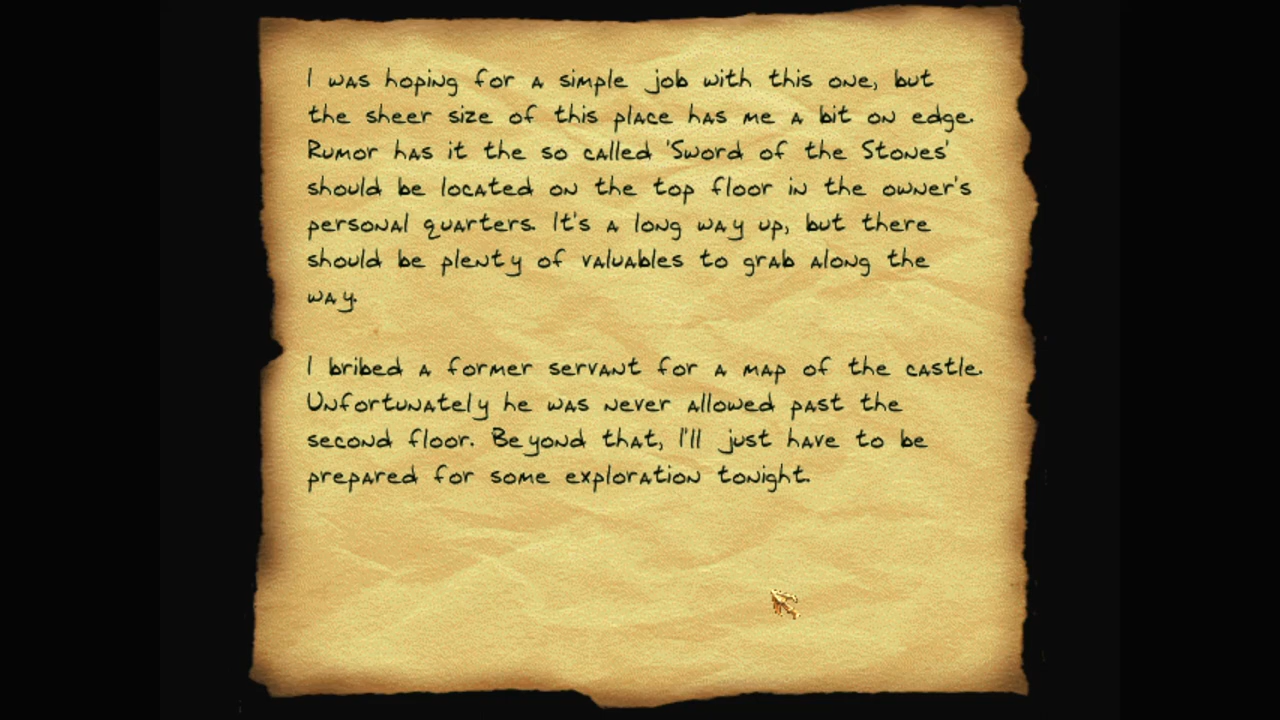 I was hoping for a simple job with this one, but
the sheer size of this place has me a bit on edge.
Rumor has it the so called 'Sword of the Stones'
should be located on the top floor in the owner's
personal quarters. It's a long way up, but there
should be plenty of valuables to grab along the
way.
I bribed a former servant for a map of the castle.
Unfortunately he was never allowed past the
second floor. Beyond that, I'll just have to be
prepared for some exploration tonight.